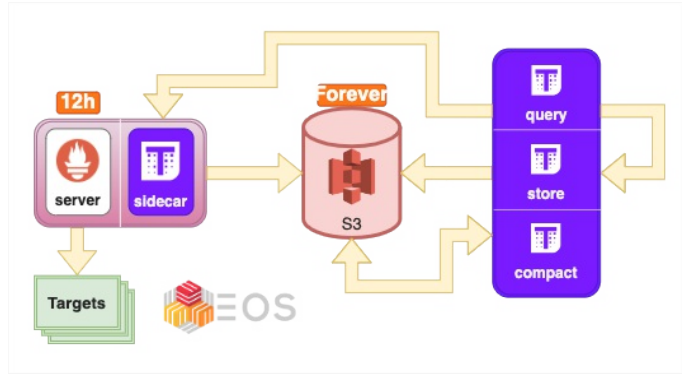 12h
Forever
server
sidecar
S3
query
store
compact
Targets
EOS